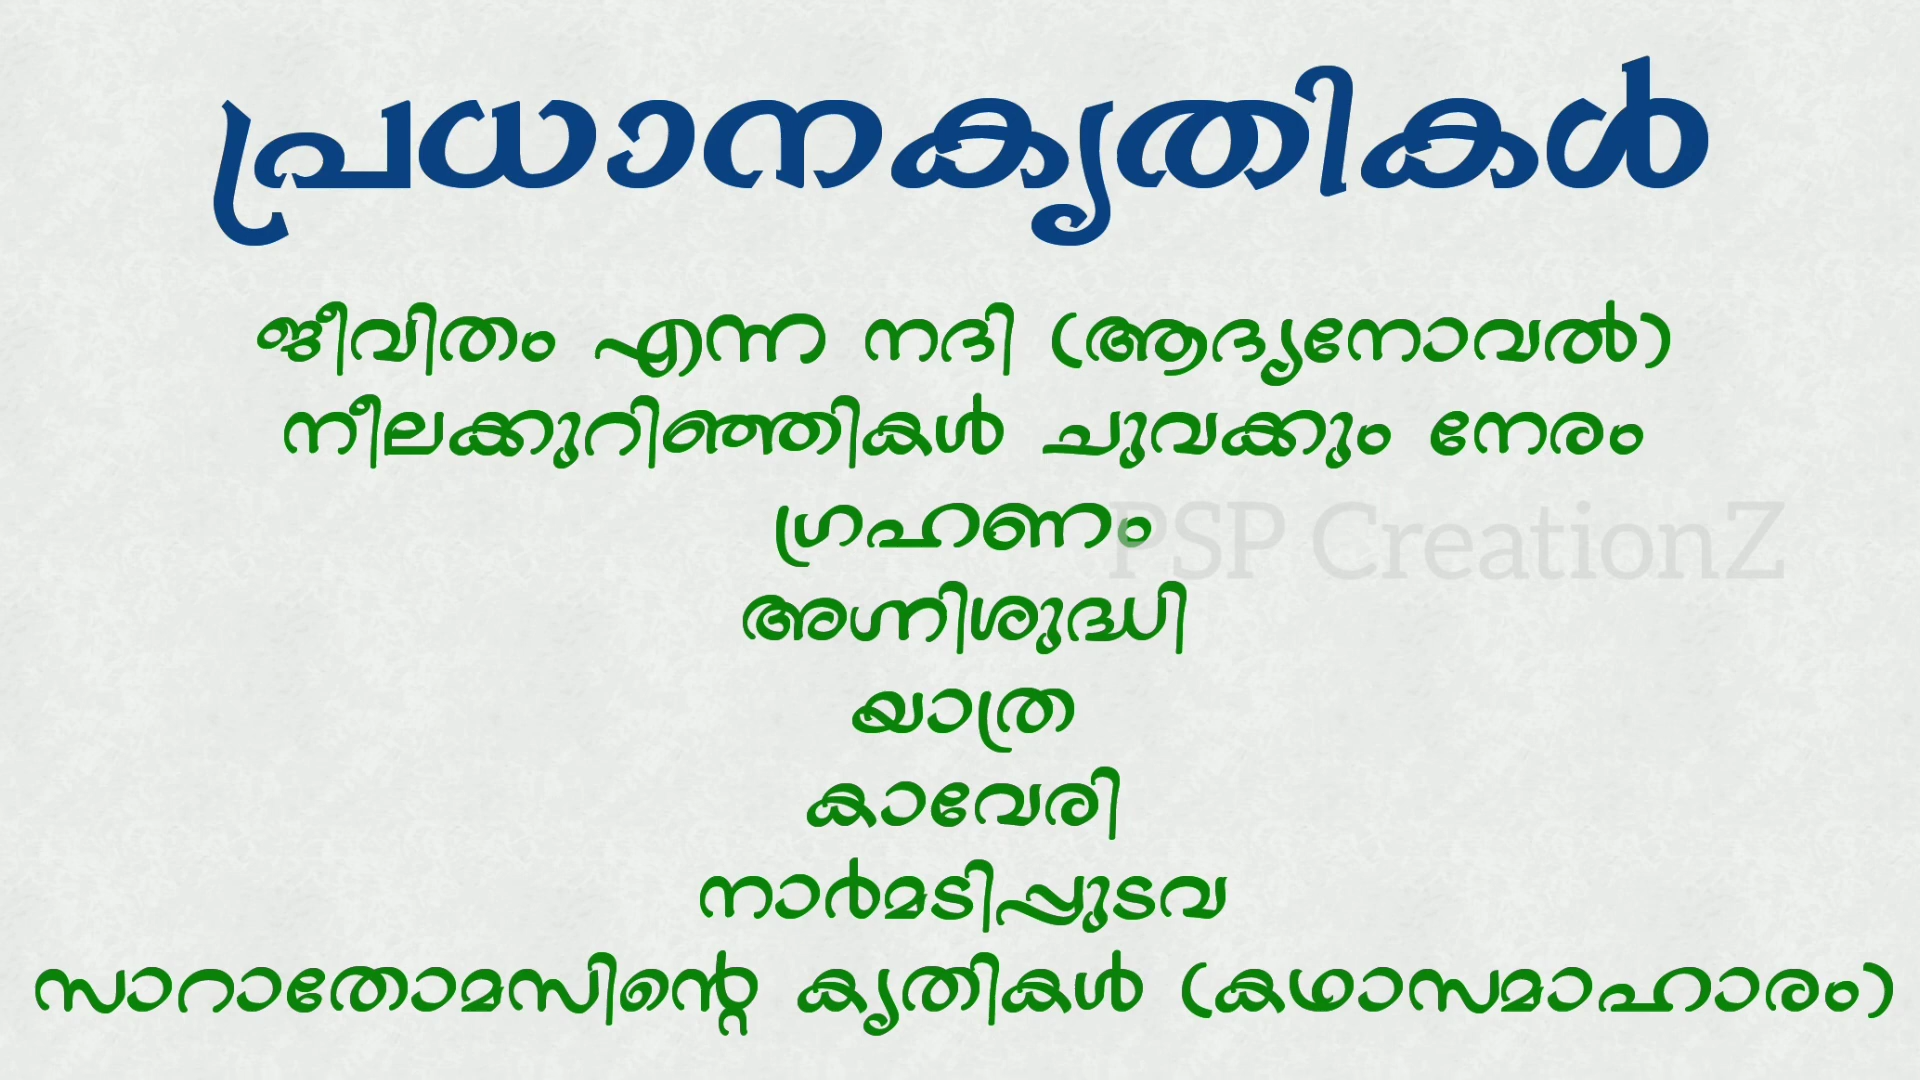 പ്രധാനകൃതികൾ
ജീവിതം എന്ന നദി (ആദ്യനോവൽ)
നീലക്കുറിഞ്ഞികൾ ചുവക്കും നേരം
ഗ്രഹണം
PSP CreationZ
അഗ്നിശുദ്ധി
യാത്ര
കാവേരി
നാർമടിപ്പുടവ
സാറാതോമസിന്റെ കൃതികൾ (കഥാസമാഹാരം)